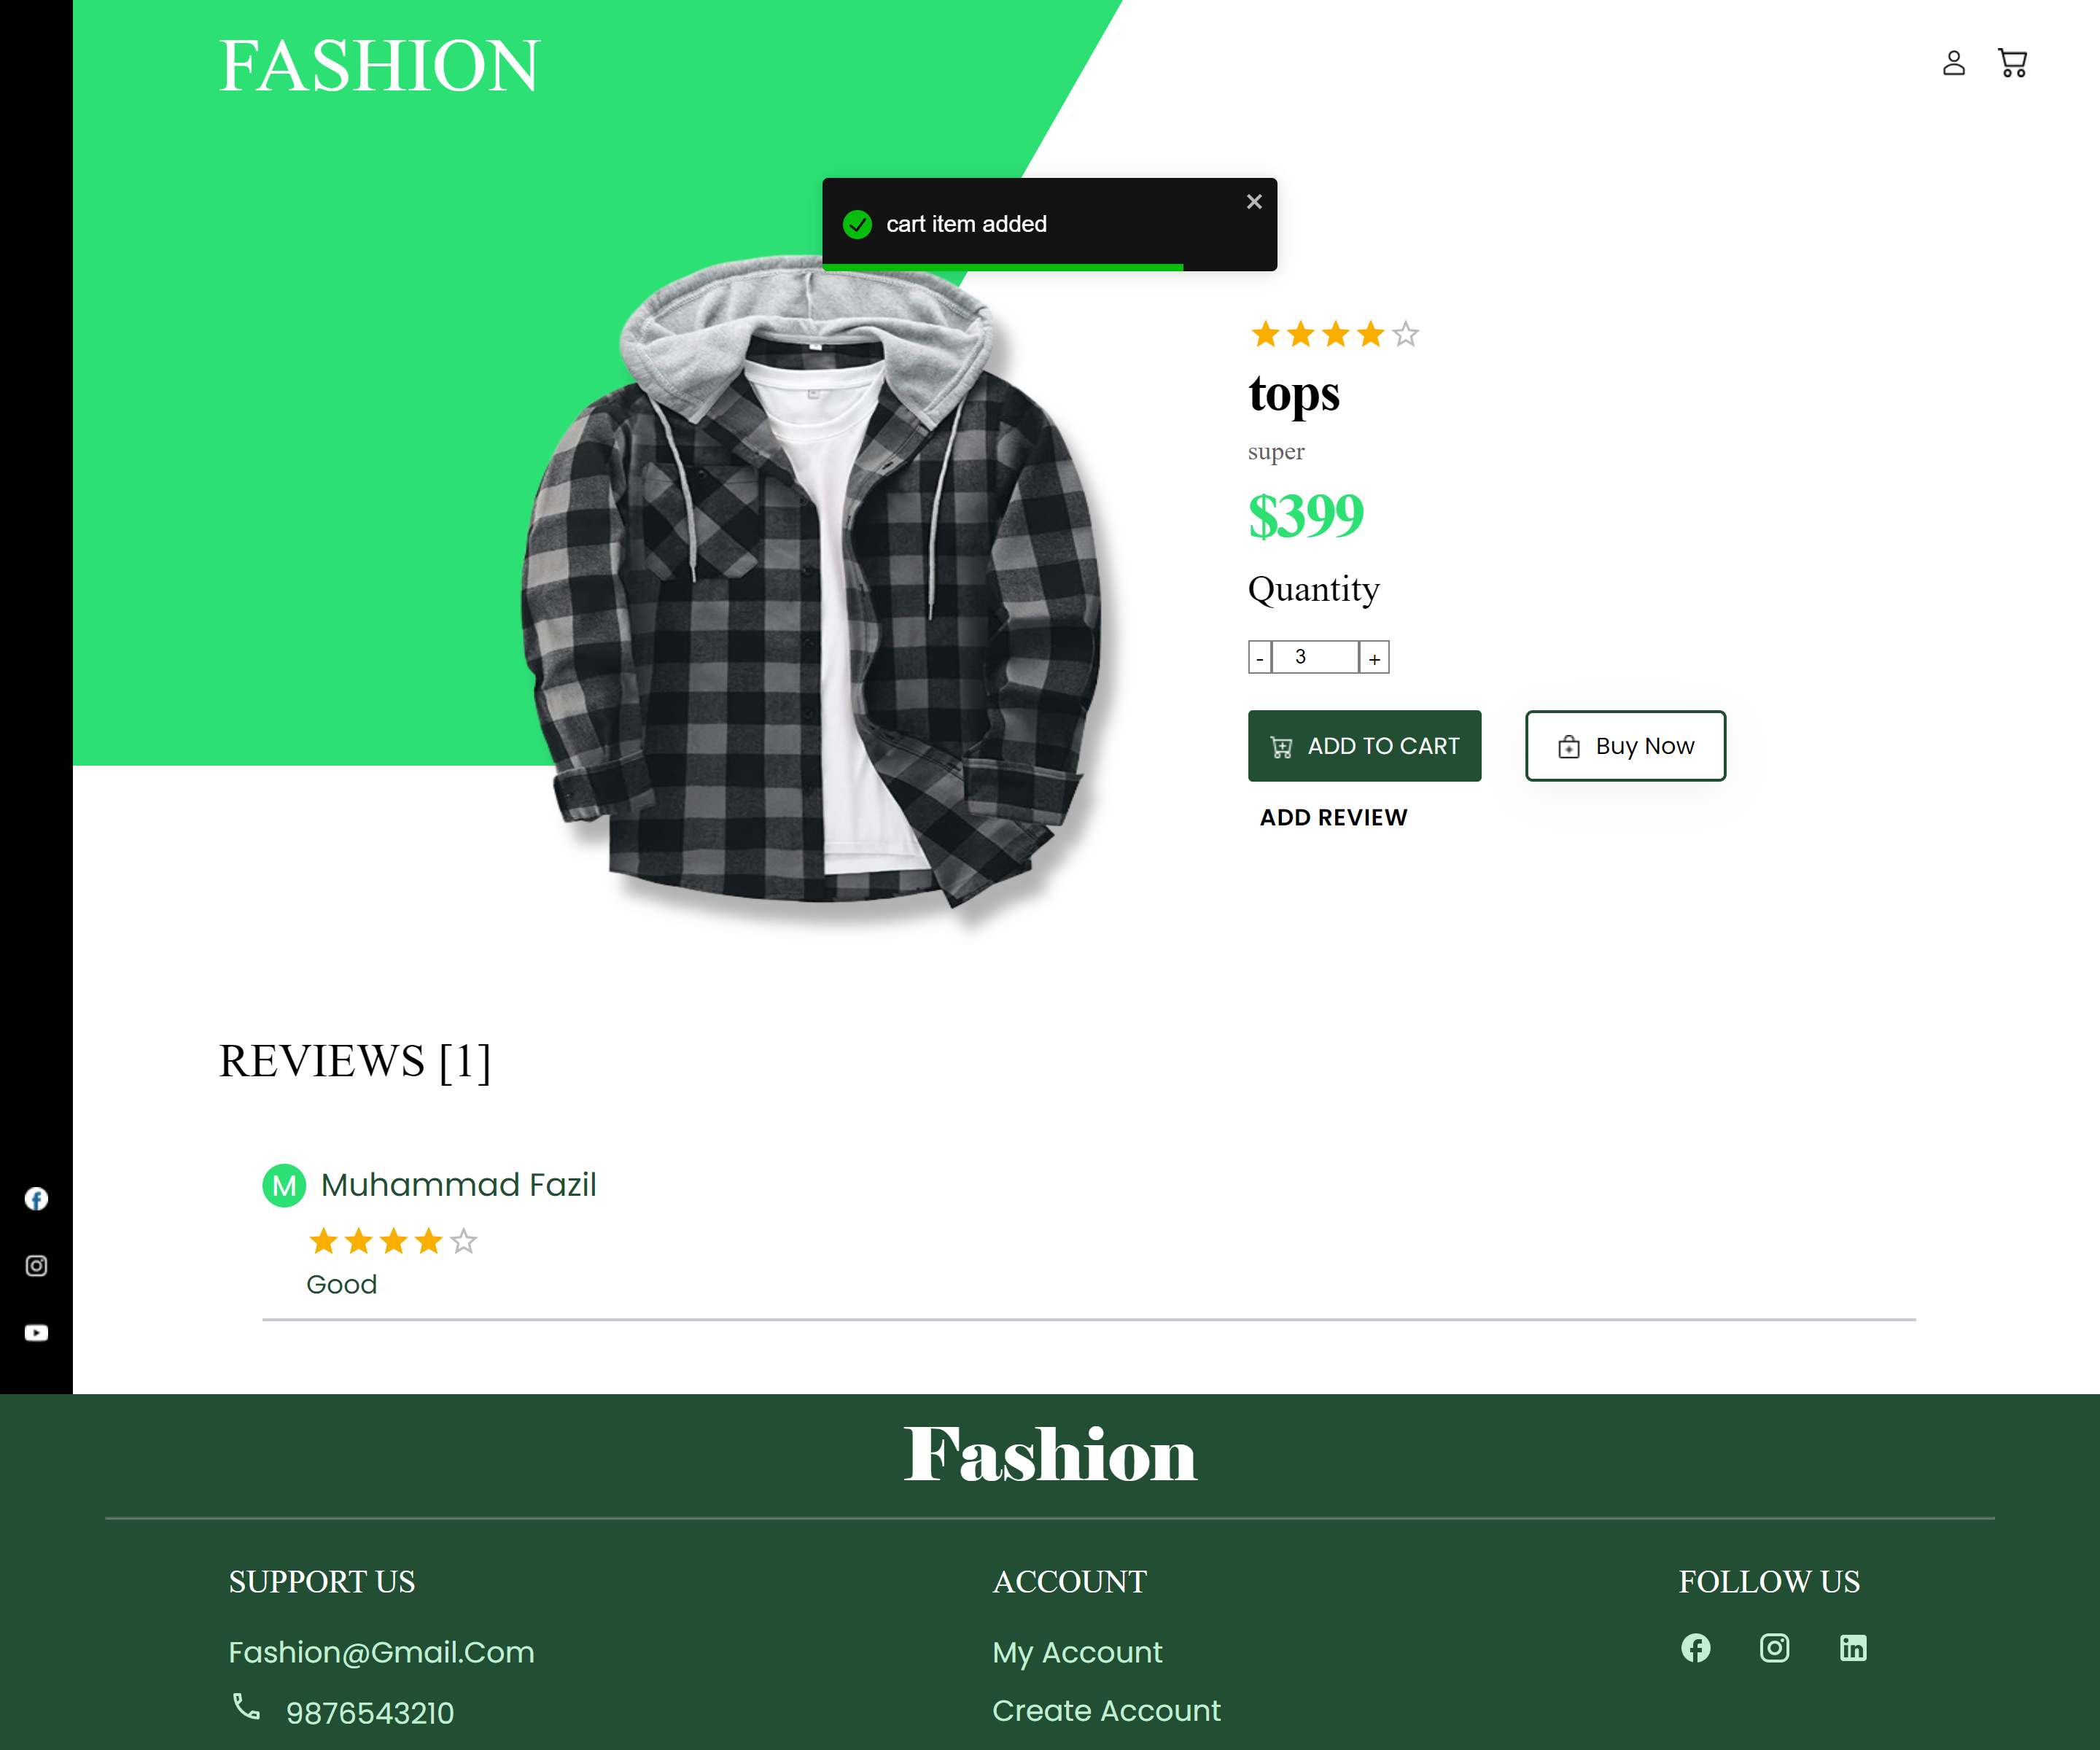 FASHION
cart item added
tops
super
$399
Quantity
- 3 +
ADD TO CART
Buy Now
ADD REVIEW
REVIEWS [1]
M Muhammad Fazil
Good
Fashion
SUPPORT US
Fashion@Gmail.Com
9876543210
ACCOUNT
My Account
Create Account
FOLLOW US